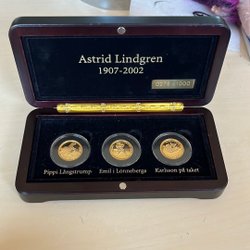 Astrid Lindgren
1907-2002
Pippi Långstrump
Emil i Lönneberga
Karlsson på taket